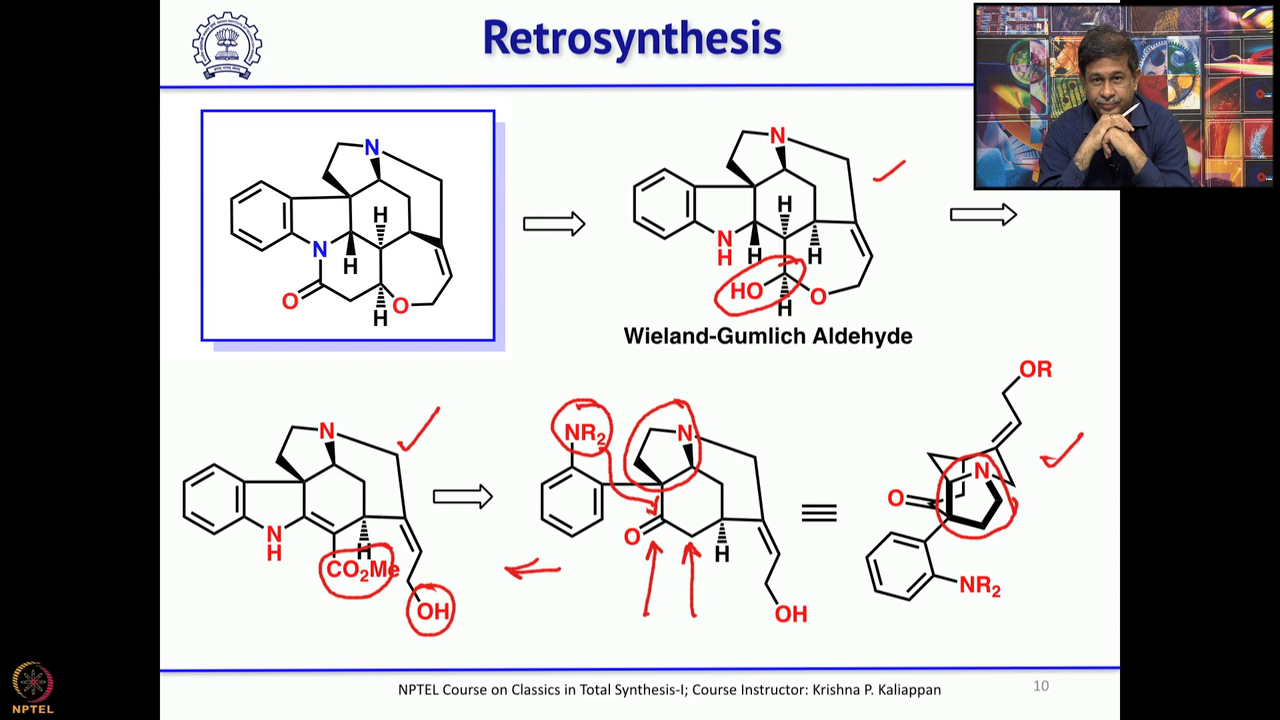 Retrosynthesis
N
N
H
H
N
N
H
H
H
H
O
HO
O
O
H
H
Wieland-Gumlich Aldehyde
OR
N
NR2
N
N
O
O
N
H
H
H
CO2Me
NR2
OH
OH
NPTEL Course on Classics in Total Synthesis-I; Course Instructor: Krishna P. Kaliappan
10
NPTEL